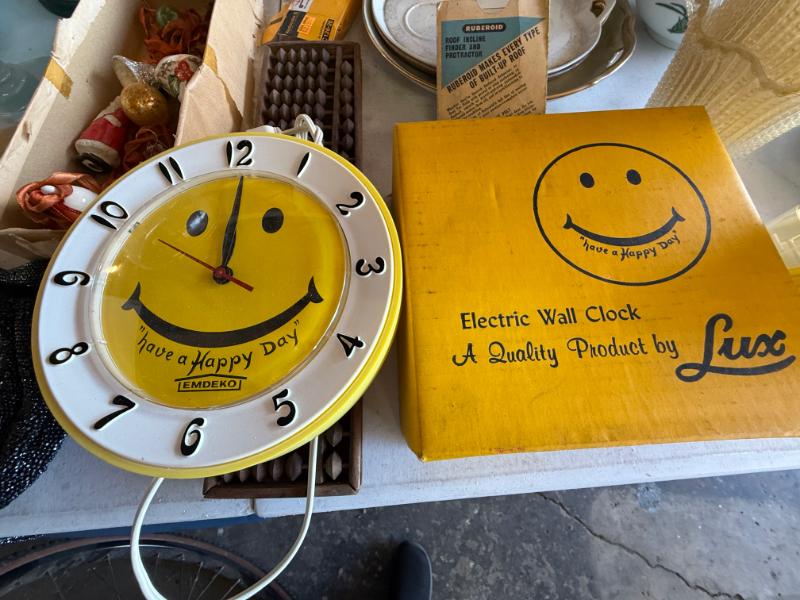 RUBEROID
ROOF INCLINE
FINDER AND
PROTRACTOR
RUBEROID MAKES EVERY TYPE
OF BUILT-UP ROOF
12
1
2
3
4
5
6
7
8
9
10
11
"have a Happy Day"
EMDEKO
"have a Happy Day"
Electric Wall Clock
A Quality Product by Lux